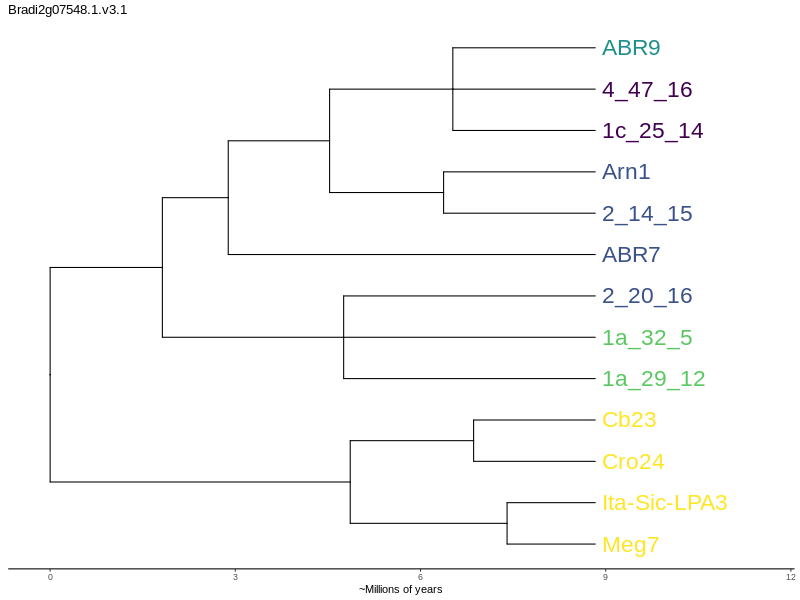 Bradi2g07548.1.v3.1
ABR9
4_47_16
1c_25_14
Arn1
2_14_15
ABR7
2_20_16
1a_32_5
1a_29_12
Cb23
Cro24
Ita-Sic-LPA3
Meg7
0 3 6 9 12
~Millions of years